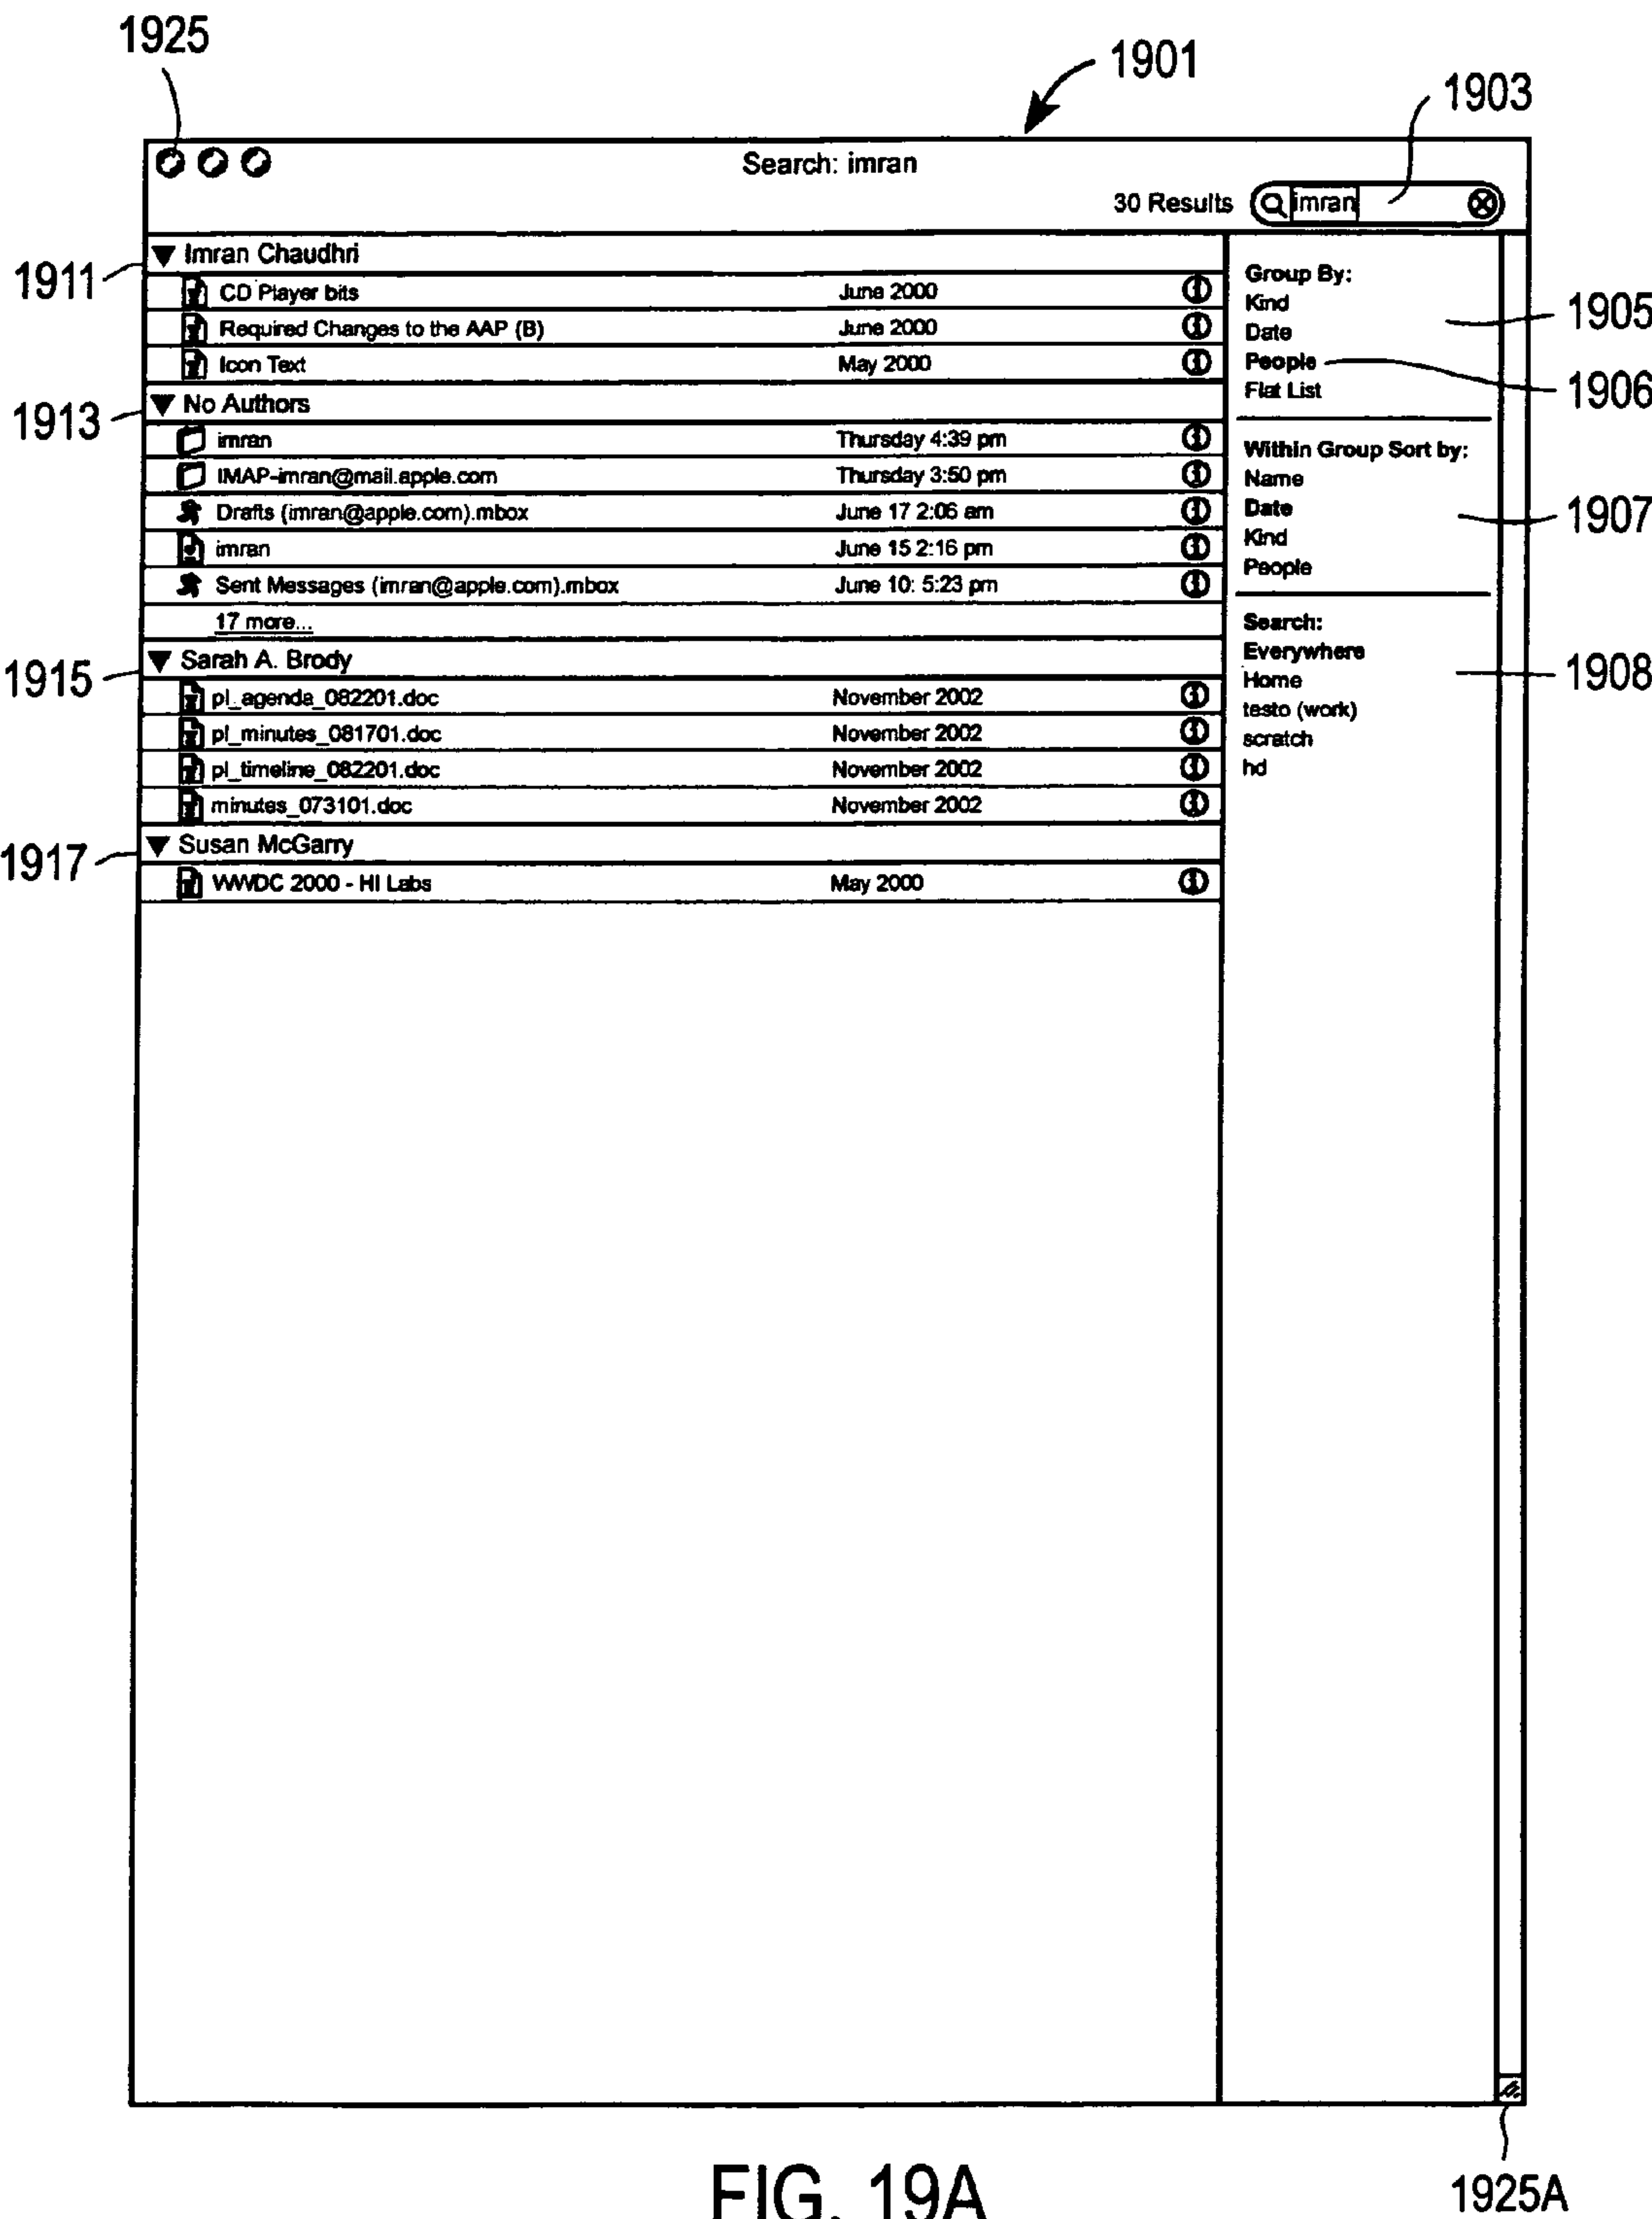 1925
1901
1903
Search: imran
30 Results imran
1911
▼ Imran Chaudhri
CD Player bits June 2000
Required Changes to the AAP (B) June 2000
Icon Text May 2000
1913
▼ No Authors
imran Thursday 4:39 pm
IMAP-imran@mail.apple.com Thursday 3:50 pm
Drafts (imran@apple.com).mbox June 17 2:06 am
imran June 15 2:16 pm
Sent Messages (imran@apple.com).mbox June 10: 5:23 pm
17 more...
1915
▼ Sarah A. Brody
pl_agenda_082201.doc November 2002
pl_minutes_081701.doc November 2002
pl_timeline_082201.doc November 2002
minutes_073101.doc November 2002
1917
▼ Susan McGarry
WWDC 2000 - HI Labs May 2000
Group By:
Kind
Date
People
Flat List
1905
1906
Within Group Sort by:
Name
Date
Kind
People
1907
Search:
Everywhere
Home
testo (work)
scratch
hd
1908
1925A
FIG. 19A